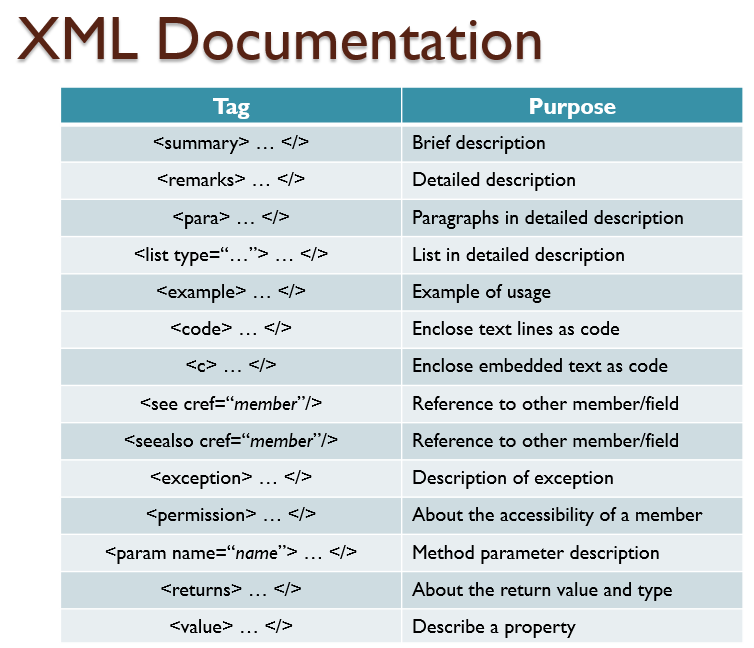 XML Documentation
Tag Purpose
<summary> … </> Brief description
<remarks> … </> Detailed description
<para> … </> Paragraphs in detailed description
<list type=“…”> … </> List in detailed description
<example> … </> Example of usage
<code> … </> Enclose text lines as code
<c> … </> Enclose embedded text as code
<see cref=“member”/> Reference to other member/field
<seealso cref=“member”/> Reference to other member/field
<exception> … </> Description of exception
<permission> … </> About the accessibility of a member
<param name=“name”> … </> Method parameter description
<returns> … </> About the return value and type
<value> … </> Describe a property